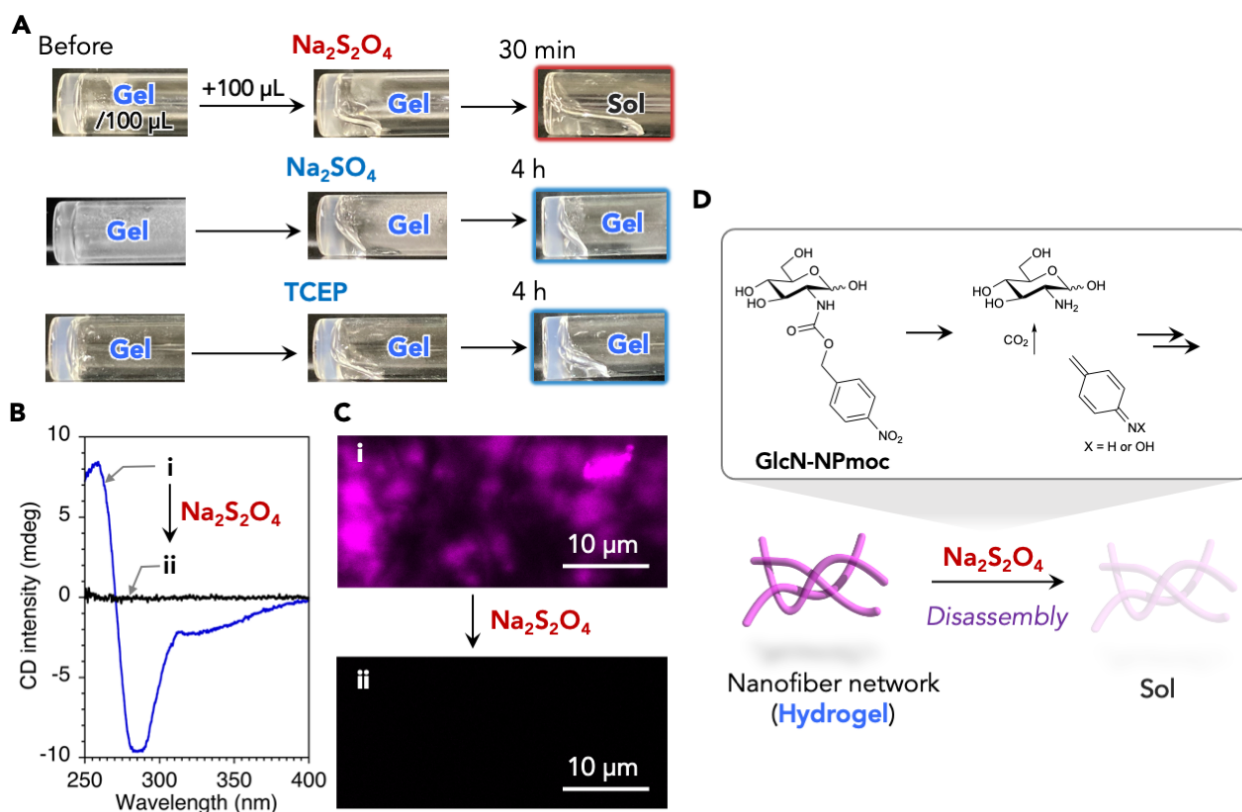 A
Before
Na₂S₂O₄
30 min
Gel
/100 µL
+100 µL
Gel
Sol
Na₂SO₄
4 h
Gel
Gel
Gel
TCEP
4 h
Gel
Gel
Gel
B
10
5
0
-5
-10
CD intensity (mdeg)
i
Na₂S₂O₄
ii
250
300
350
400
Wavelength (nm)
C
i
10 µm
Na₂S₂O₄
ii
10 µm
D
OH
O
HO
HO
OH
NH
O
O
NO₂
GlcN-NPmoc
OH
O
HO
HO
OH
NH₂
CO₂
NX
X = H or OH
Na₂S₂O₄
Disassembly
Nanofiber network
(Hydrogel)
Sol